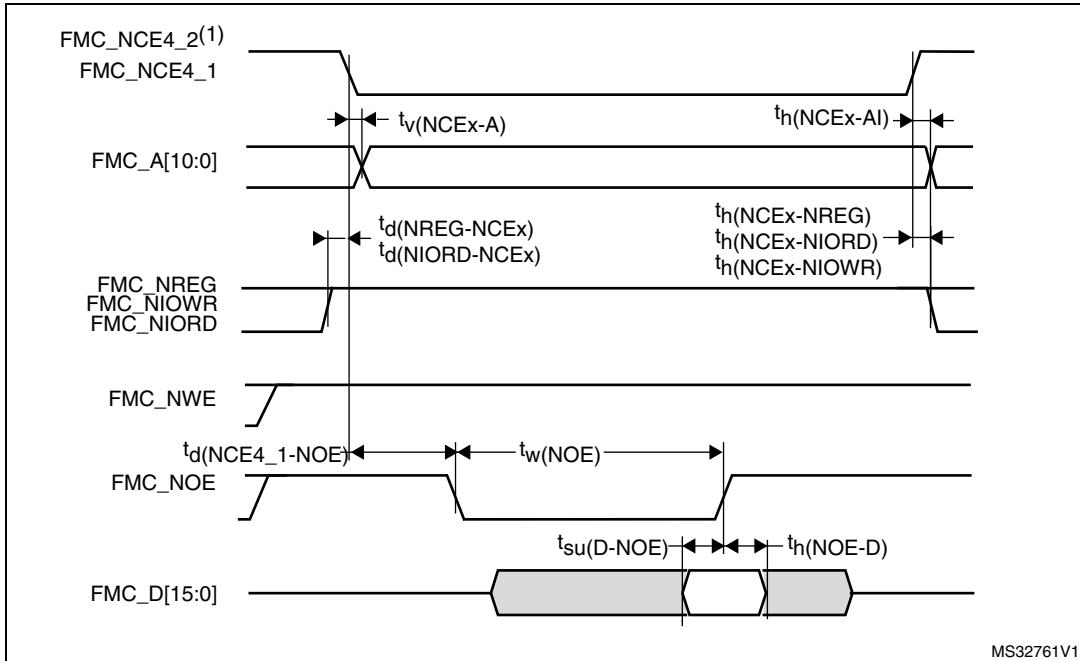 FMC_NCE4_2(1)
FMC_NCE4_1
tv(NCEx-A)
th(NCEx-AI)
FMC_A[10:0]
td(NREG-NCEx)
td(NIORD-NCEx)
th(NCEx-NREG)
th(NCEx-NIORD)
th(NCEx-NIOWR)
FMC_NREG
FMC_NIOWR
FMC_NIORD
FMC_NWE
td(NCE4_1-NOE)
tw(NOE)
FMC_NOE
tsu(D-NOE)
th(NOE-D)
FMC_D[15:0]
MS32761V1